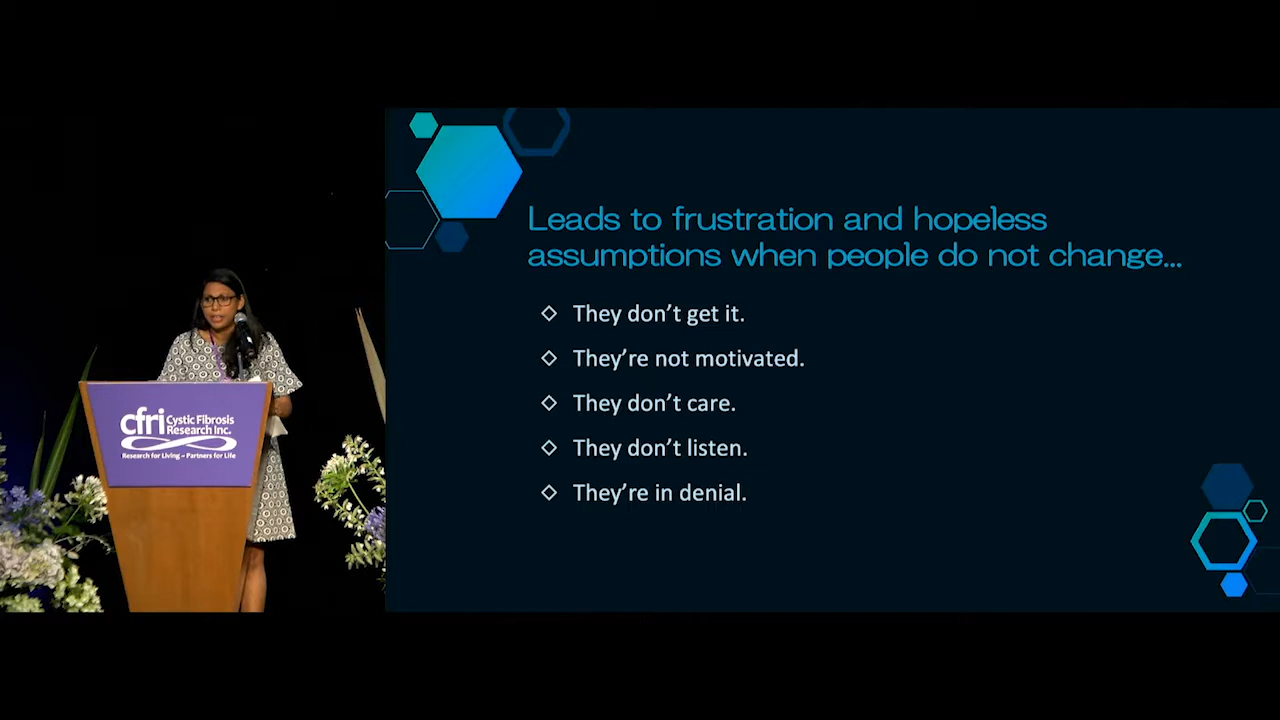 Leads to frustration and hopeless
assumptions when people do not change...
They don't get it.
They're not motivated.
They don't care.
They don't listen.
They're in denial.
cfri Cystic Fibrosis
Research Inc.
Research for Living ~ Partners for Life